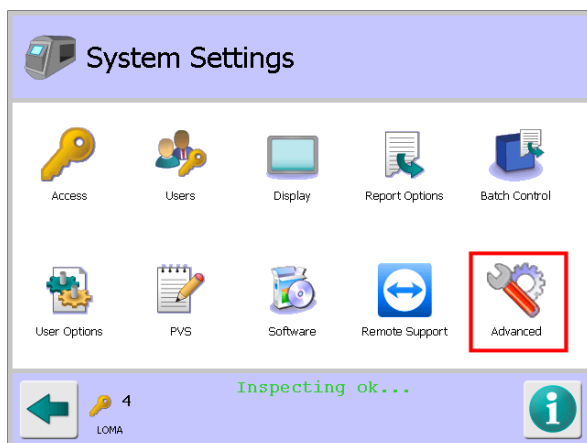 System Settings
Access
Users
Display
Report Options
Batch Control
User Options
PVS
Software
Remote Support
Advanced
Inspecting ok...
4
LOMA